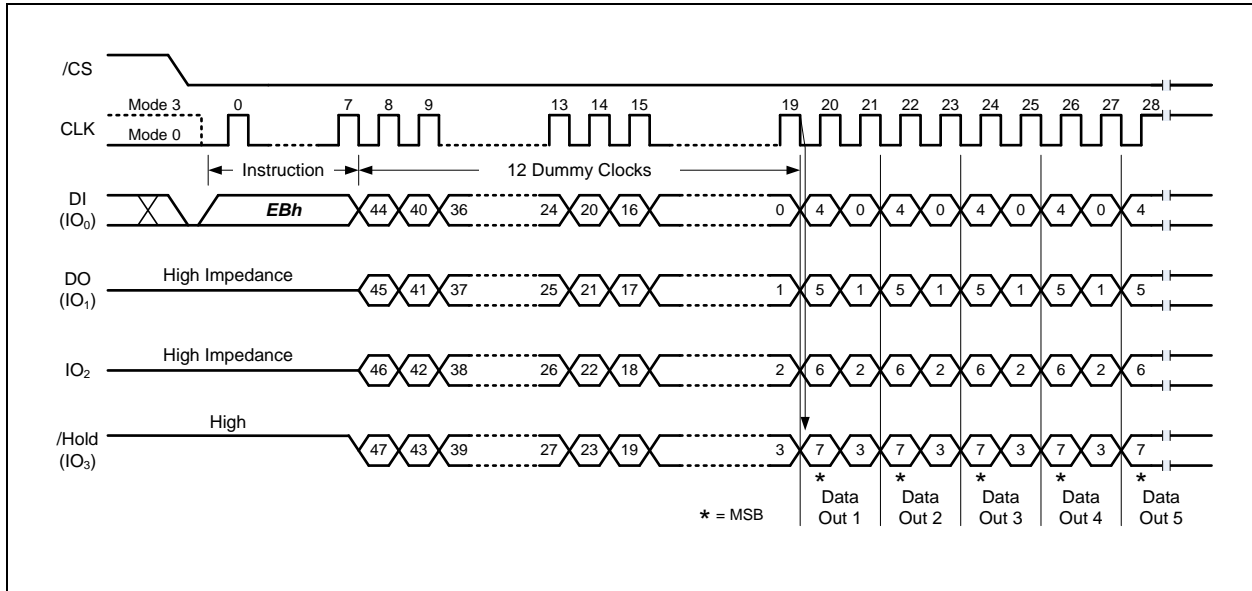 /CS
Mode 3 0 7 8 9 13 14 15 19 20 21 22 23 24 25 26 27 28
CLK
Mode 0
Instruction 12 Dummy Clocks
DI
(IO0) EBh 44 40 36 24 20 16 0 4 0 4 0 4 0 4 0 4
DO High Impedance
(IO1) 45 41 37 25 21 17 1 5 1 5 1 5 1 5 1 5
High Impedance
IO2 46 42 38 26 22 18 2 6 2 6 2 6 2 6 2 6
High
/Hold
(IO3) 47 43 39 27 23 19 3 7 3 7 3 7 3 7 3 7
* * * * *
* = MSB
Data Data Data Data Data
Out 1 Out 2 Out 3 Out 4 Out 5